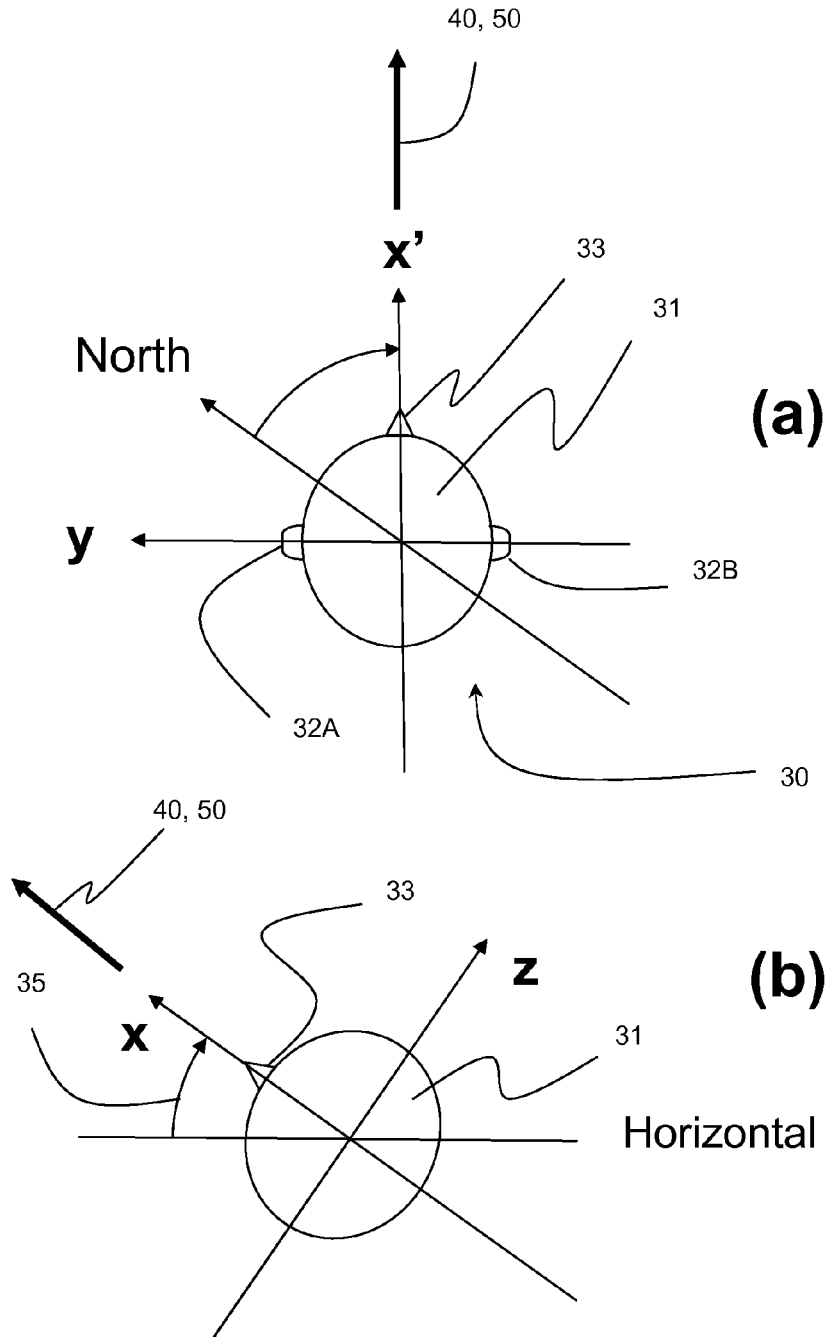 40, 50
x’
33
31
North
(a)
y
32B
32A
30
40, 50
33
z
(b)
35
x
31
Horizontal